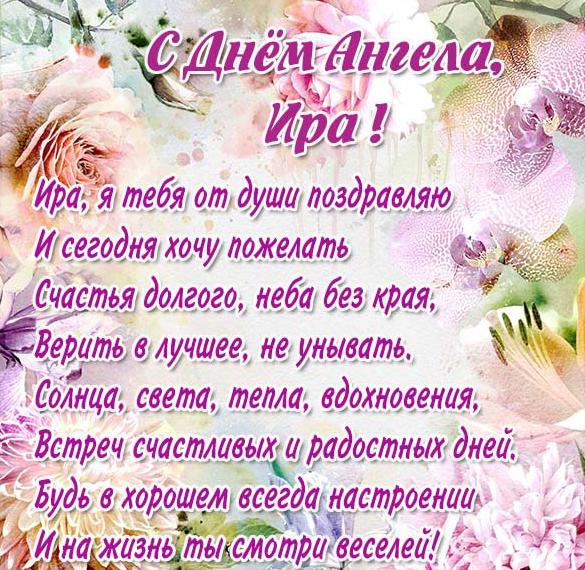 С Днём Ангела,
Ира !
Ира, я тебя от души поздравляю
И сегодня хочу пожелать
Счастья долгого, неба без края,
Верить в лучшее, не унывать.
Солнца, света, тепла, вдохновения,
Встреч счастливых и радостных дней.
Будь в хорошем всегда настроении
И на жизнь ты смотри веселей!